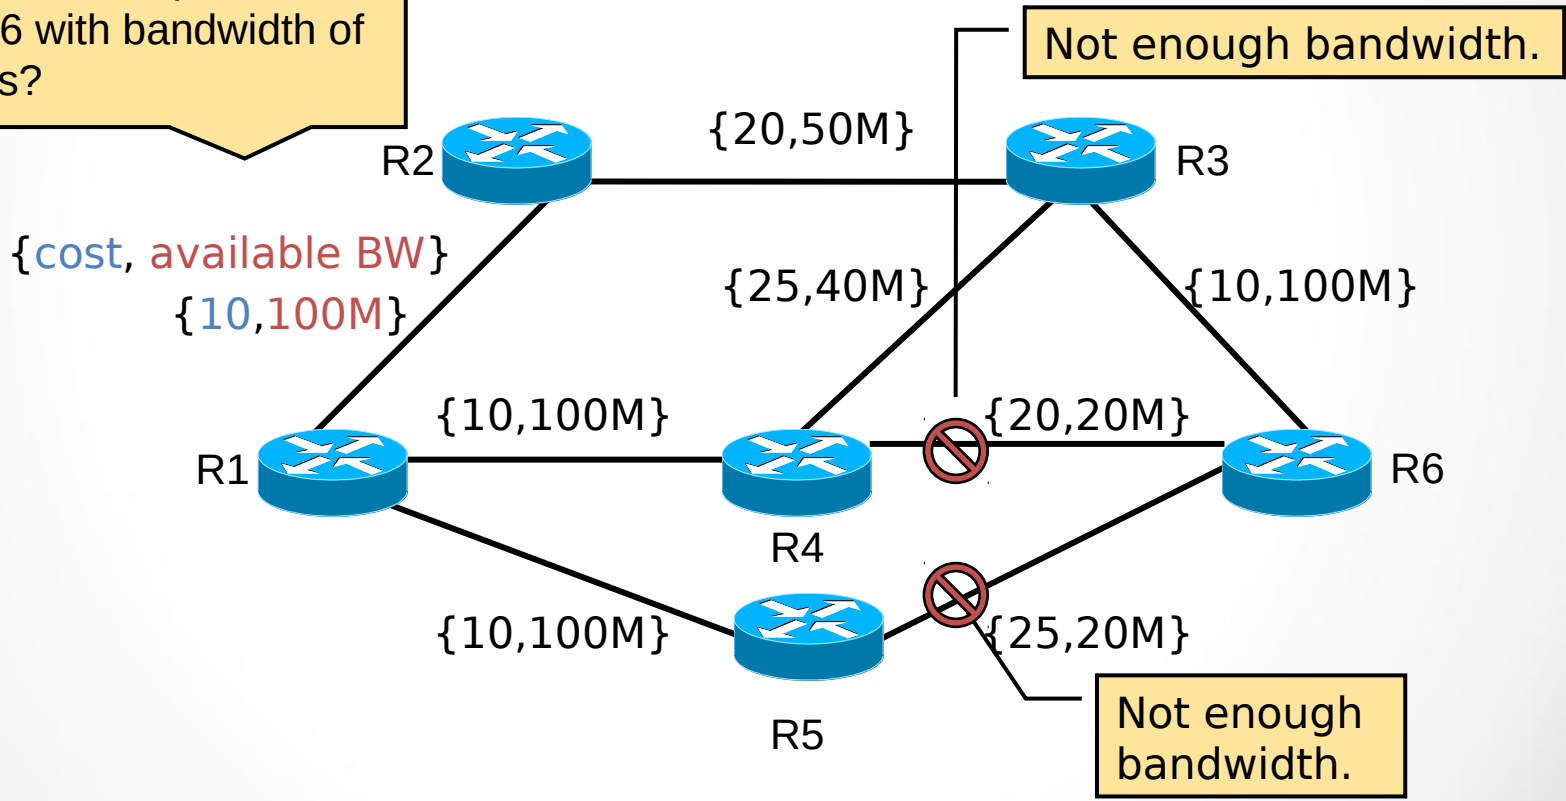 6 with bandwidth of
s?
Not enough bandwidth.
{20,50M}
R2
R3
{cost, available BW}
{10,100M}
{25,40M}
{10,100M}
{10,100M}
{20,20M}
R1
R6
R4
{10,100M}
{25,20M}
R5
Not enough
bandwidth.